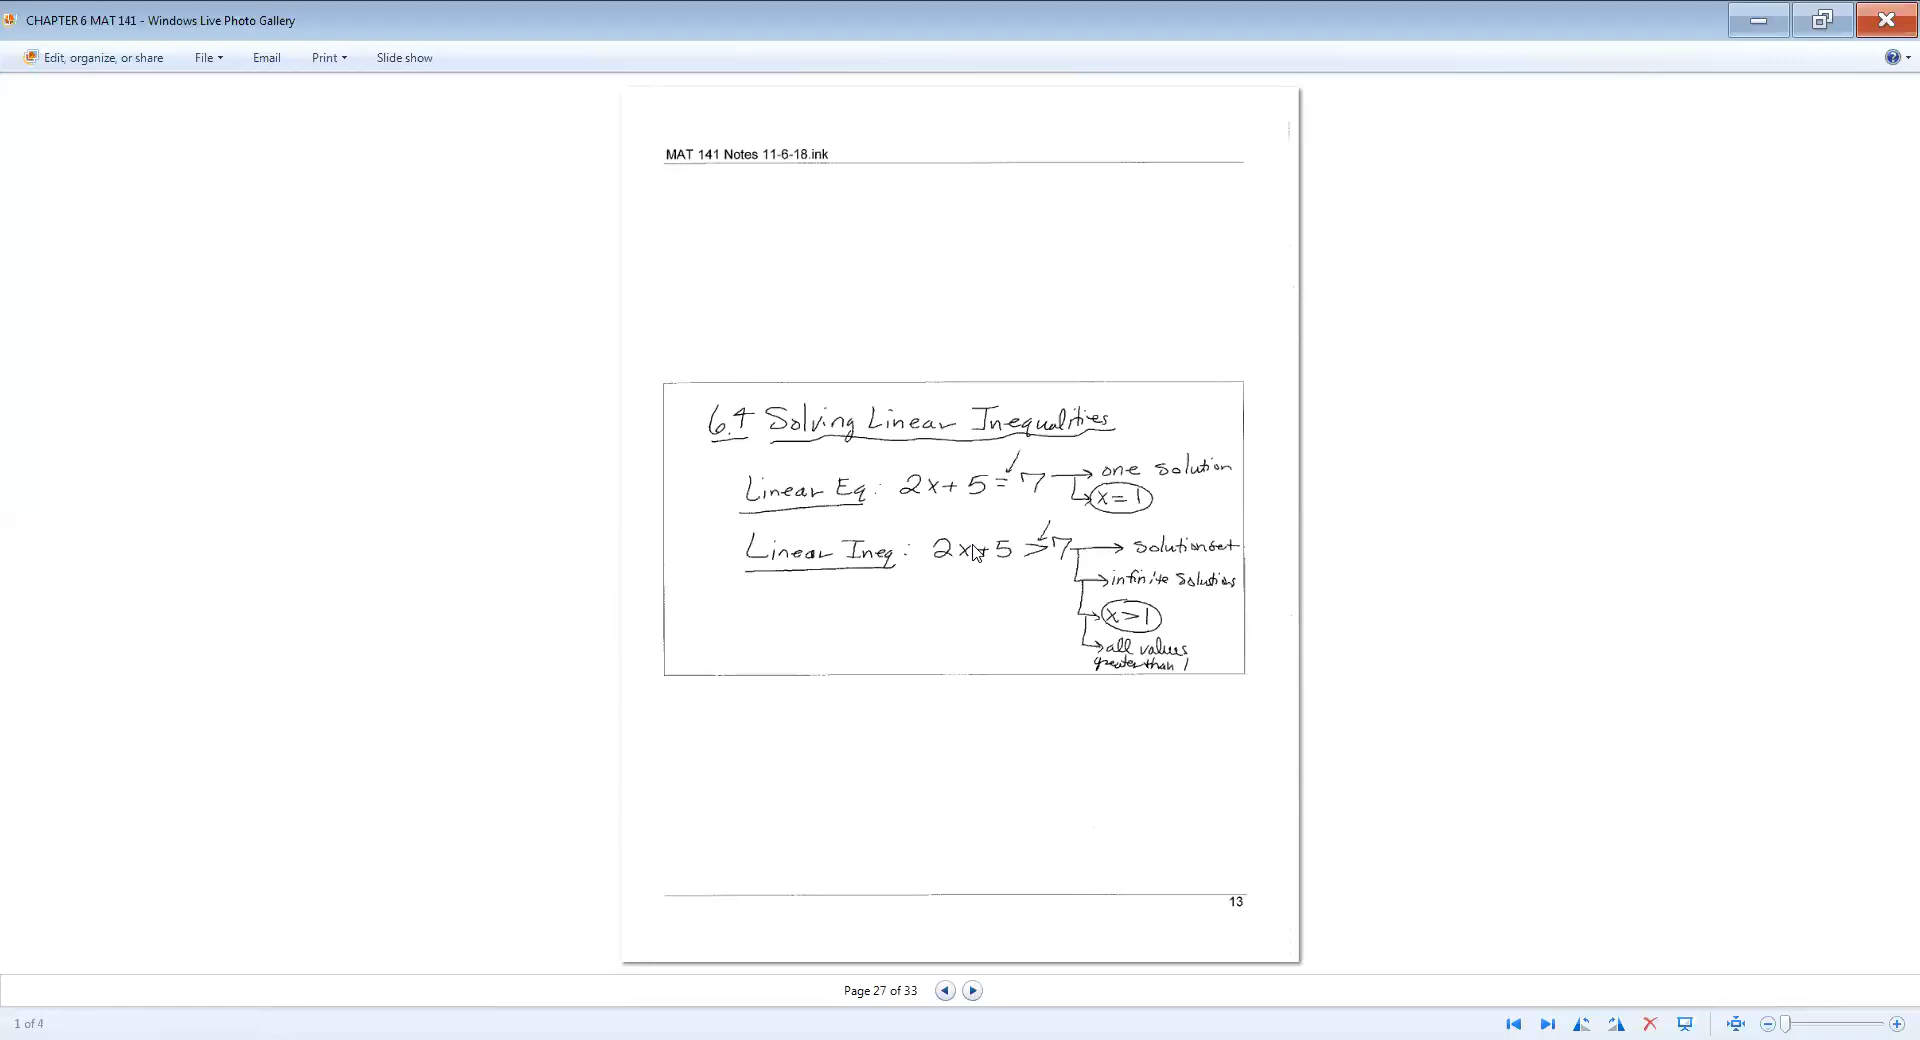 CHAPTER 6 MAT 141 - Windows Live Photo Gallery
Edit, organize, or share File Email Print Slide show
MAT 141 Notes 11-6-18.ink
6.4 Solving Linear Inequalities
Linear Eq: 2x + 5 = 7 → one solution
x = 1
Linear Ineq: 2x + 5 > 7 → solution set
infinite solutions
x > 1
all values
greater than 1
13
Page 27 of 33
1 of 4